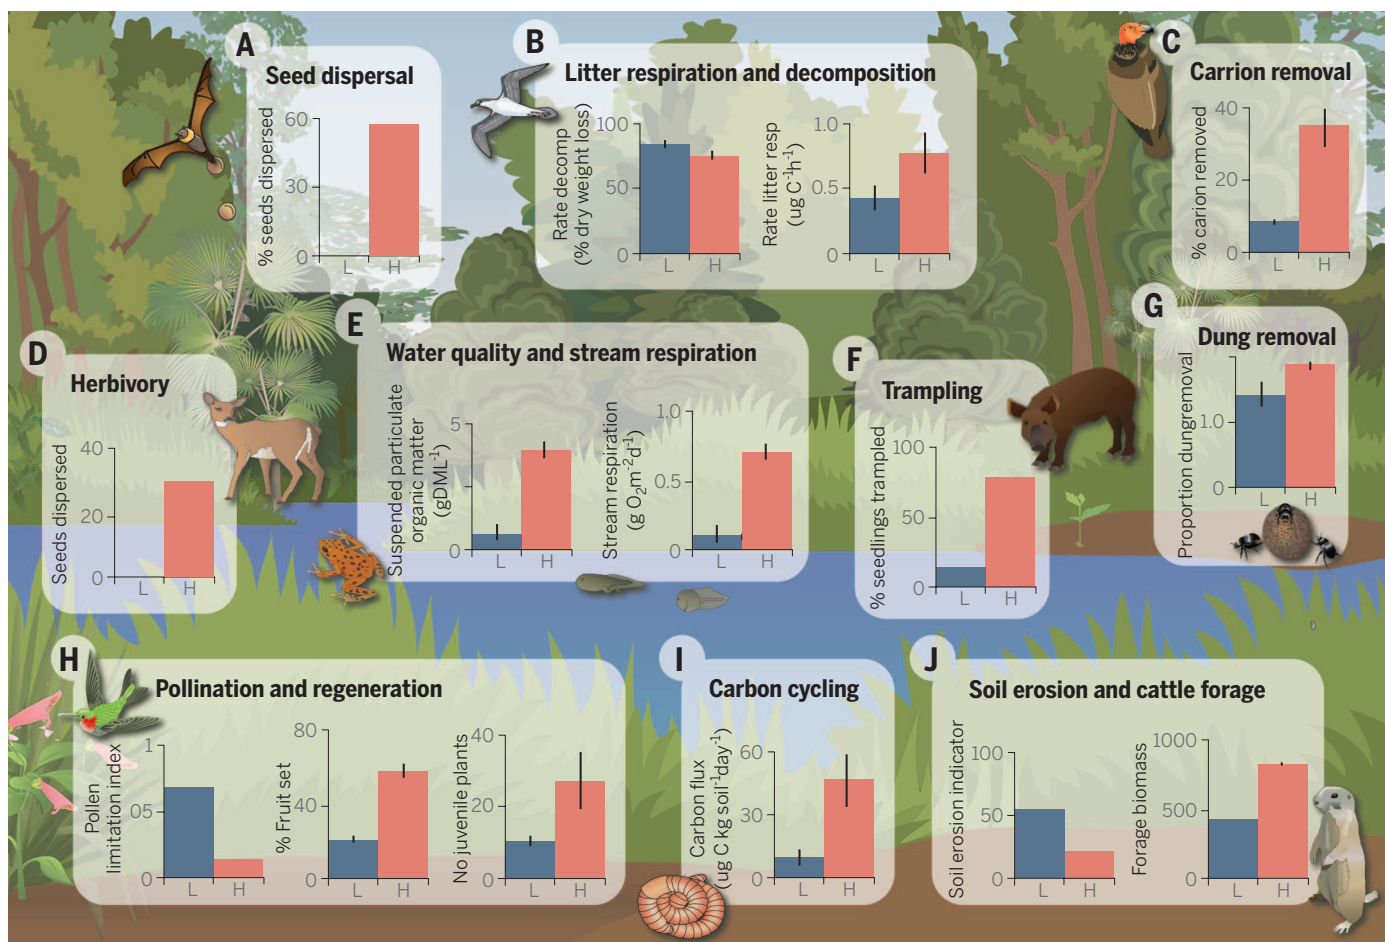 A
Seed dispersal
% seeds dispersed
60
30
0
L H
B
Litter respiration and decomposition
Rate decomp
(% dry weight loss)
100
50
0
L H
Rate litter resp
(ug C⁻¹h⁻¹)
1.0
0.5
0
L H
C
Carrion removal
% carion removed
40
20
0
L H
D
Herbivory
Seeds dispersed
40
20
0
L H
E
Water quality and stream respiration
Suspended particulate
organic matter
(gDML⁻¹)
5
0
L H
Stream respiration
(g O₂m⁻²d⁻¹)
1.0
0.5
0
L H
F
Trampling
% seedlings trampled
100
50
0
L H
G
Dung removal
Proportion dungremoval
1.0
0
L H
H
Pollination and regeneration
Pollen
limitation index
1
05
0
L H
% Fruit set
80
40
0
L H
No juvenile plants
40
20
0
L H
I
Carbon cycling
Carbon flux
(ug C kg soil⁻¹day⁻¹)
60
30
0
L H
J
Soil erosion and cattle forage
Soil erosion indicator
100
50
0
L H
Forage biomass
1000
500
0
L H